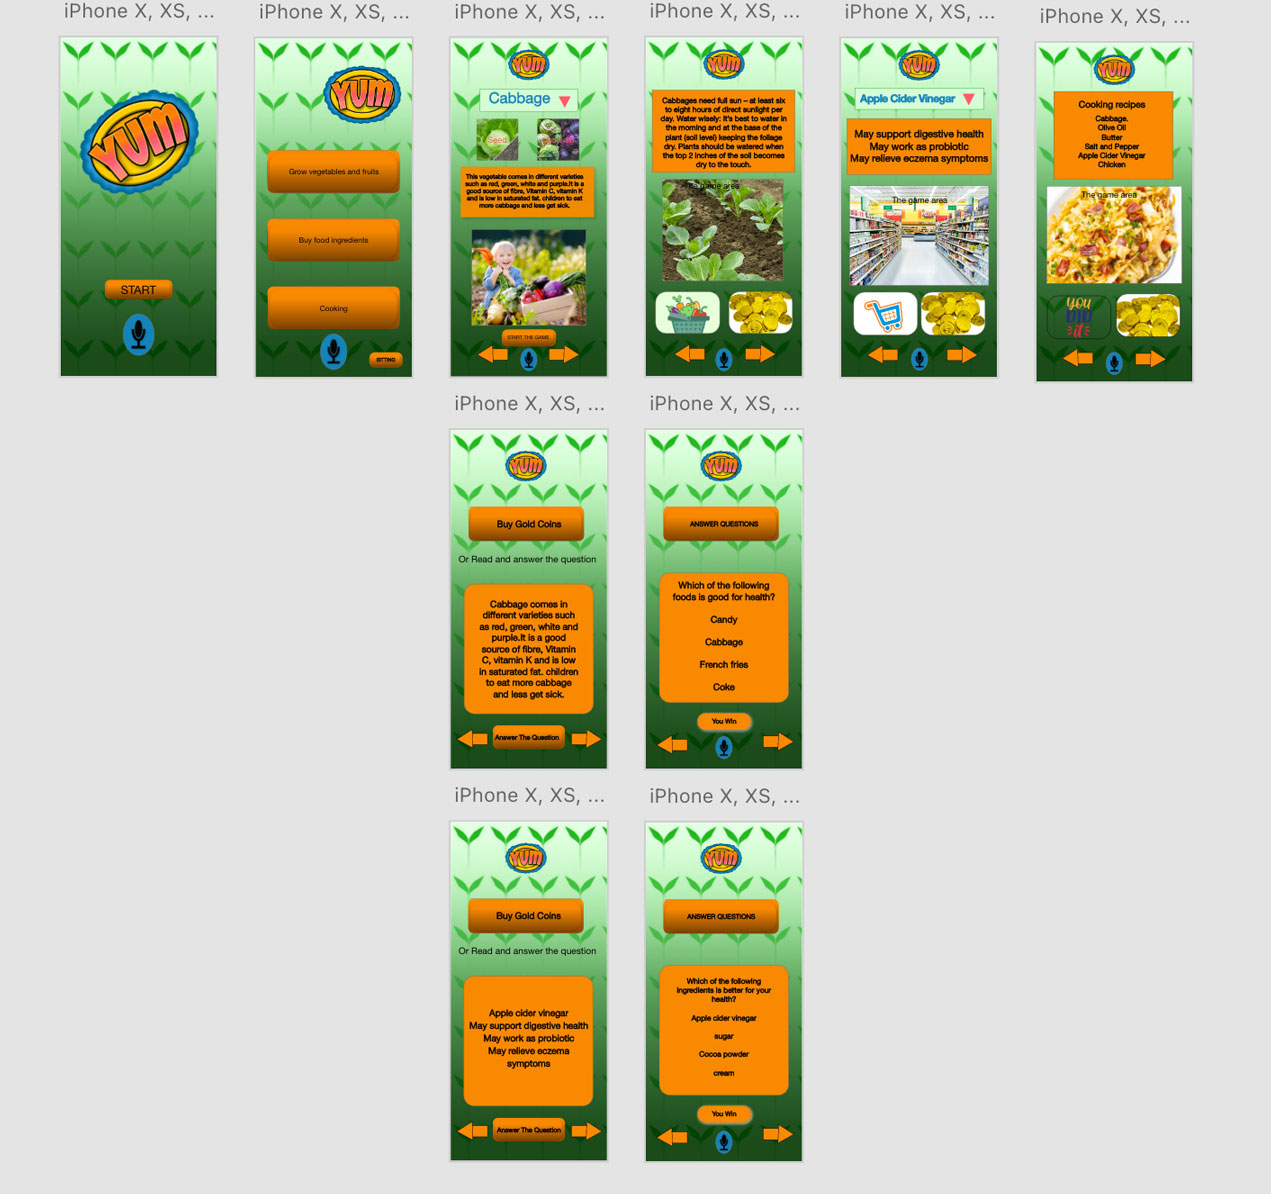 iPhone X, XS, ...
YUM
START
iPhone X, XS, ...
YUM
Grow vegetables and fruits
Buy food ingredients
Cooking
SITTING
iPhone X, XS, ...
YUM
Cabbage
Seed
This vegetable comes in different varieties
such as red, green, white and purple.It is a
good source of fibre, Vitamin C, vitamin K
and is low in saturated fat. children to eat
more cabbage and less get sick.
START THE GAME
iPhone X, XS, ...
YUM
Cabbages need full sun – at least six
to eight hours of direct sunlight per
day. Water wisely: It's best to water in
the morning and at the base of the
plant (soil level) keeping the foliage
dry. Plants should be watered when
the top 2 inches of the soil becomes
dry to the touch.
The game area
iPhone X, XS, ...
YUM
Apple Cider Vinegar
May support digestive health
May work as probiotic
May relieve eczema symptoms
The game area
iPhone X, XS, ...
YUM
Cooking recipes
Cabbage.
Olive Oil
Butter
Salt and Pepper
Apple Cider Vinegar
Chicken
The game area
YOU
DID
it
iPhone X, XS, ...
YUM
Buy Gold Coins
Or Read and answer the question
Cabbage comes in
different varieties such
as red, green, white and
purple.It is a good
source of fibre, Vitamin
C, vitamin K and is low
in saturated fat. children
to eat more cabbage
and less get sick.
Answer The Question
iPhone X, XS, ...
YUM
ANSWER QUESTIONS
Which of the following
foods is good for health?
Candy
Cabbage
French fries
Coke
You Win
iPhone X, XS, ...
YUM
Buy Gold Coins
Or Read and answer the question
Apple cider vinegar
May support digestive health
May work as probiotic
May relieve eczema
symptoms
Answer The Question
iPhone X, XS, ...
YUM
ANSWER QUESTIONS
Which of the following
ingredients is better for your
health?
Apple cider vinegar
sugar
Cocoa powder
cream
You Win